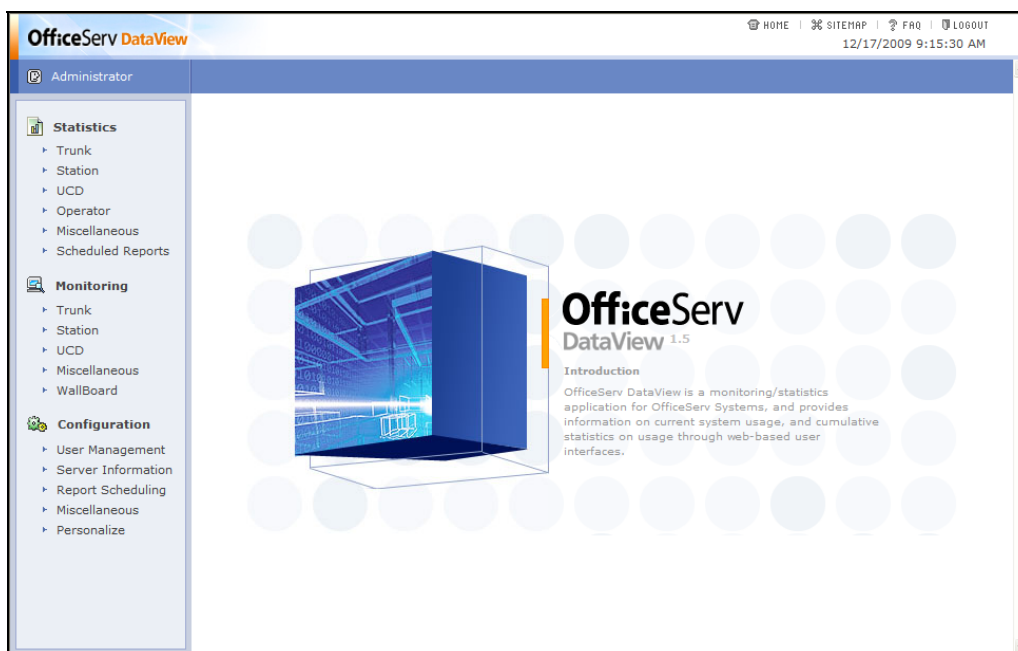 OfficeServ DataView
HOME | SITEMAP | FAQ | LOGOUT
12/17/2009 9:15:30 AM
Administrator
Statistics
Trunk
Station
UCD
Operator
Miscellaneous
Scheduled Reports
Monitoring
Trunk
Station
UCD
Miscellaneous
WallBoard
Configuration
User Management
Server Information
Report Scheduling
Miscellaneous
Personalize
OfficeServ
DataView 1.5
Introduction
OfficeServ DataView is a monitoring/statistics
application for OfficeServ Systems, and provides
information on current system usage, and cumulative
statistics on usage through web-based user
interfaces.